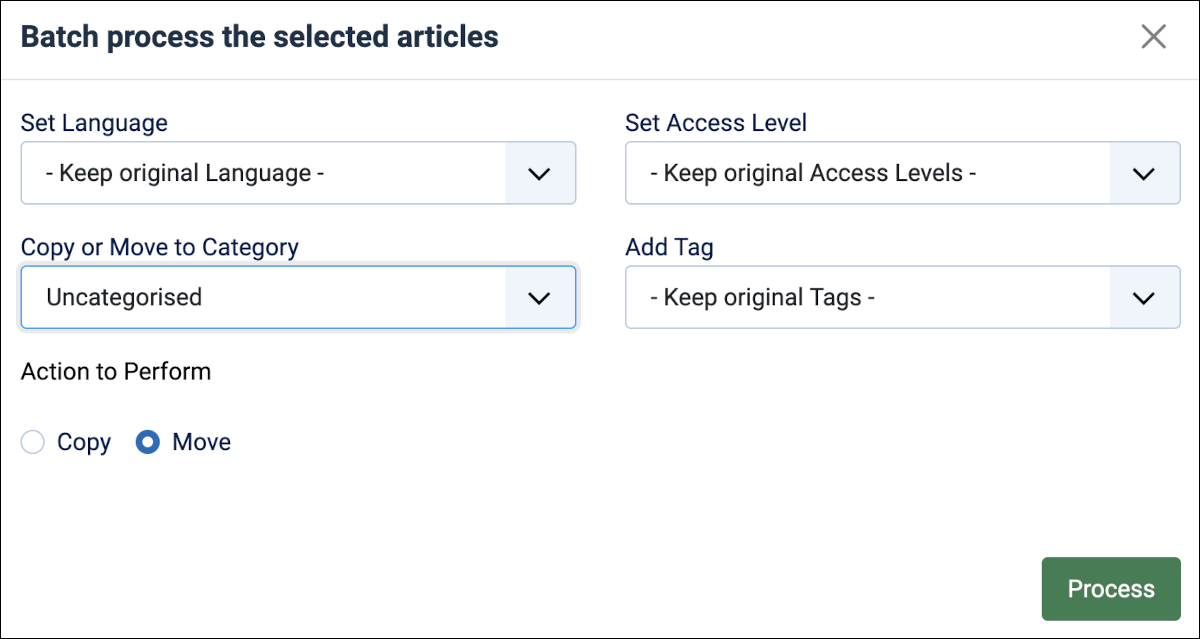 Batch process the selected articles
Set Language
- Keep original Language -
Set Access Level
- Keep original Access Levels -
Copy or Move to Category
Uncategorised
Add Tag
- Keep original Tags -
Action to Perform
Copy Move
Process